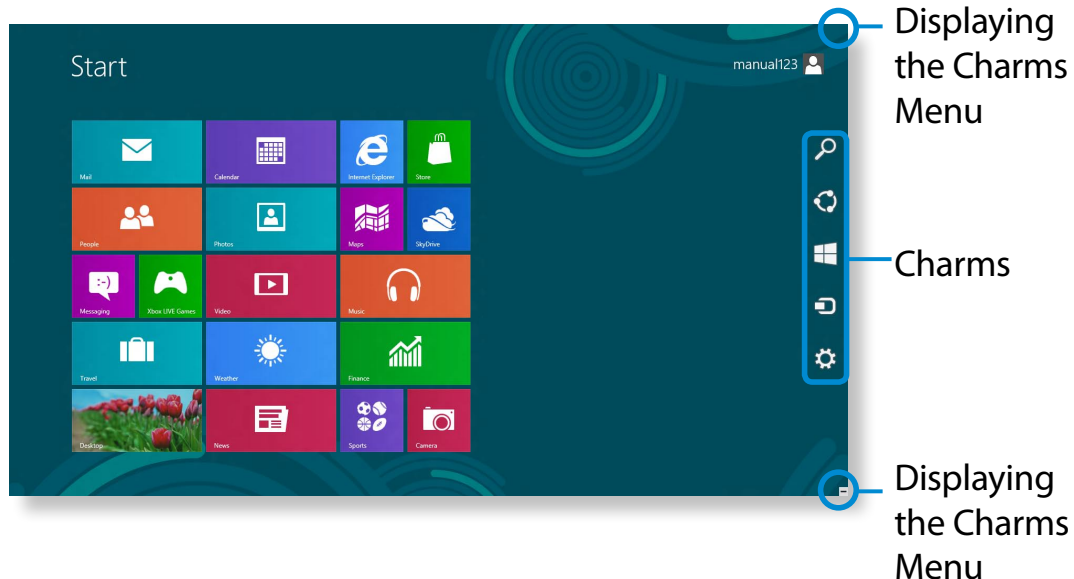 Displaying
the Charms
Menu
Start
manual123
Mail
Calendar
Internet Explorer
Store
People
Photos
Maps
SkyDrive
:-)
Messaging
Xbox LIVE Games
Video
Music
Charms
Travel
Weather
Finance
Desktop
News
Sports
Camera
Displaying
the Charms
Menu